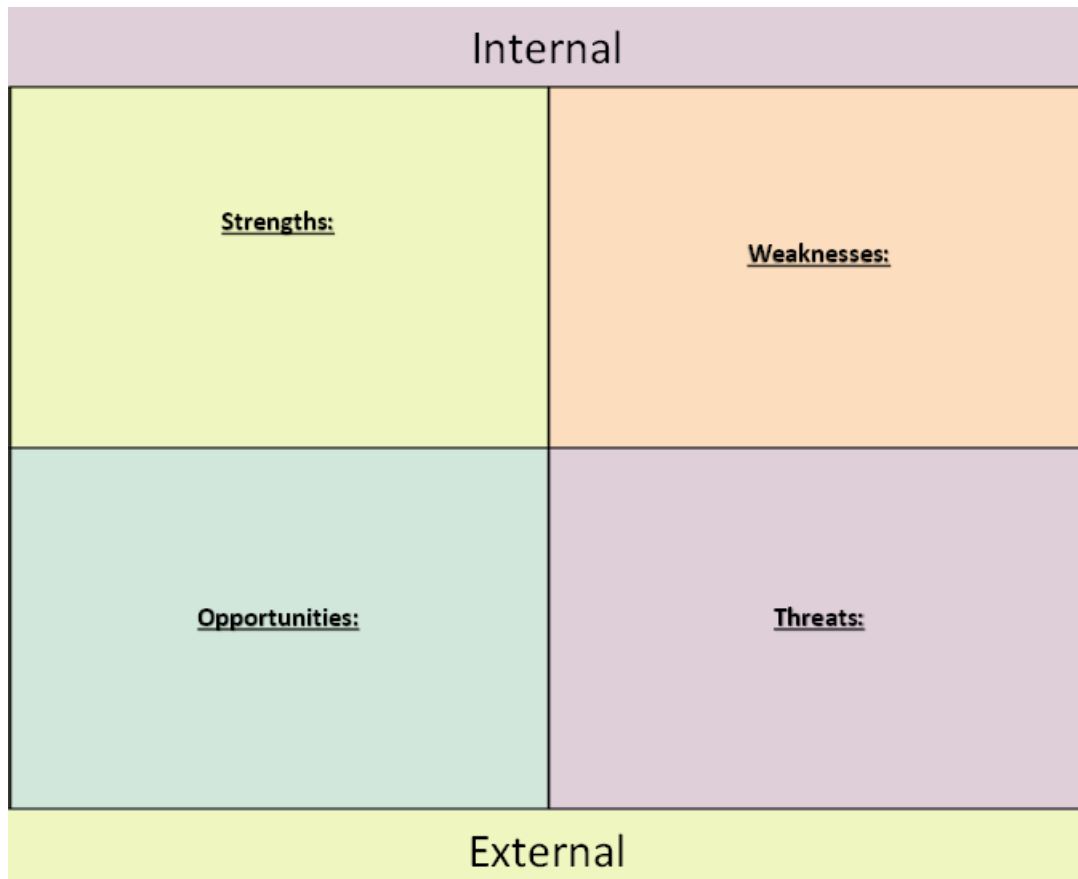 Internal
Strengths:
Weaknesses:
Opportunities:
Threats:
External